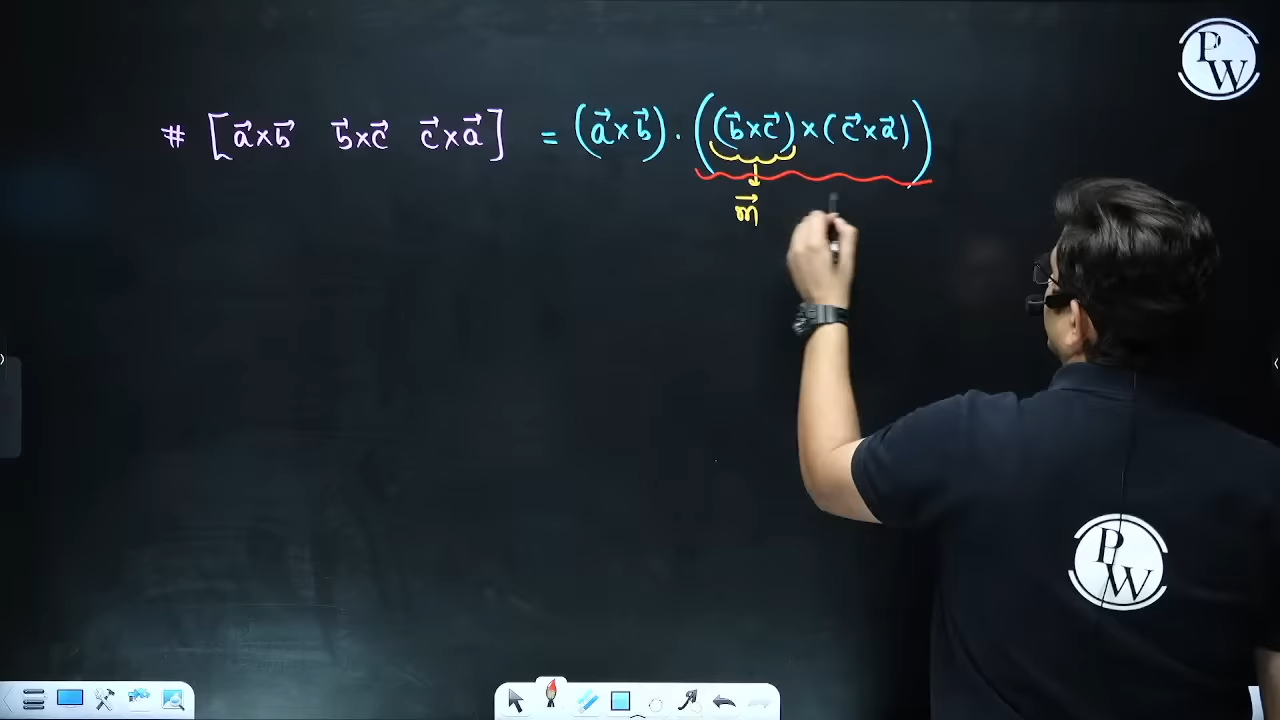 PW
# [a⃗×b⃗ b⃗×c⃗ c⃗×a⃗] = (a⃗×b⃗)·((b⃗×c⃗)×(c⃗×a⃗))
m⃗
PW